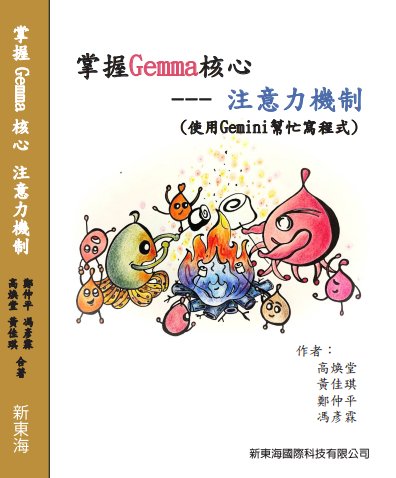 掌握Gemma核心 注意力機制
鄭仲平 馮彥霖
高煥堂 黃佳琪 合著
新東海
掌握Gemma核心
--- 注意力機制
(使用Gemini幫忙寫程式)
作者：
高煥堂
黃佳琪
鄭仲平
馮彥霖
新東海國際科技有限公司